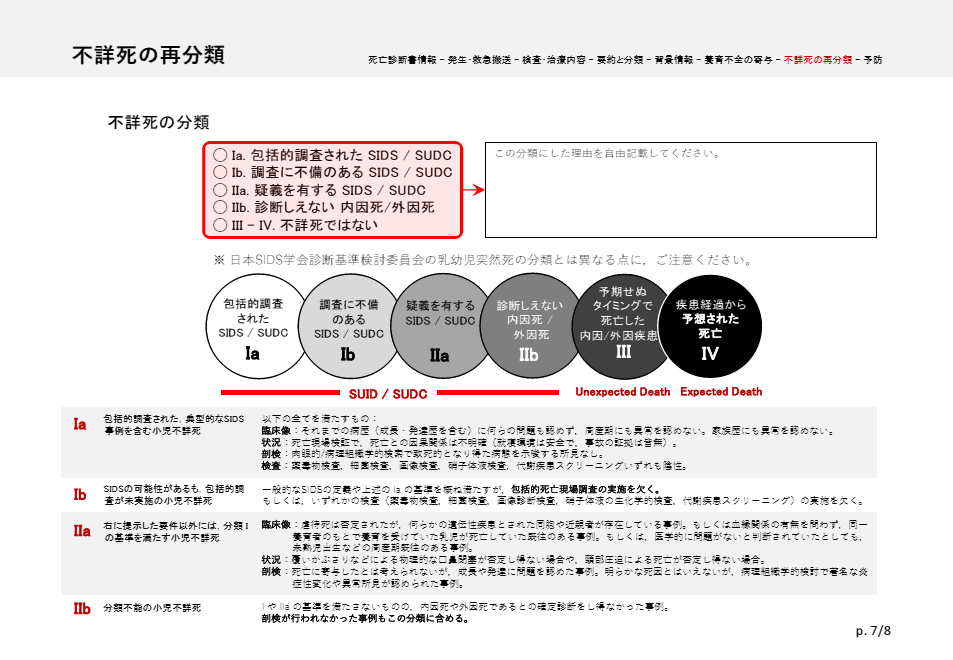 不詳死の再分類
死亡診断書情報 – 発生・救急搬送 – 検査・治療内容 – 要約と分類 – 背景情報 – 養育不全の寄与 – 不詳死の再分類 – 予防
不詳死の分類
○ Ia. 包括的調査された SIDS / SUDC
○ Ib. 調査に不備のある SIDS / SUDC
○ IIa. 疑義を有する SIDS / SUDC
○ IIb. 診断しえない 内因死/外因死
○ III – IV. 不詳死ではない
この分類にした理由を自由記載してください。
※ 日本SIDS学会診断基準検討委員会の乳幼児突然死の分類とは異なる点に、ご注意ください。
包括的調査
された
SIDS / SUDC
Ia
調査に不備
のある
SIDS / SUDC
Ib
疑義を有する
SIDS / SUDC
IIa
診断しえない
内因死 /
外因死
IIb
予期せぬ
タイミングで
死亡した
内因/外因疾患
III
疾患経過から
予想された
死亡
IV
SUID / SUDC
Unexpected Death
Expected Death
Ia
包括的調査された，典型的なSIDS
事例を含む小児不詳死
以下の全てを満たすもの：
臨床像：それまでの病歴（成長・発達歴を含む）に何らの問題も認めず，周産期にも異常を認めない。家族歴にも異常を認めない。
状況：死亡現場検証で，死亡との因果関係は不明確（就寝環境は安全で，事故の証拠は皆無）。
剖検：肉眼的/病理組織学的検索で致死的となり得た病態を示唆する所見なし。
検査：薬毒物検査，細菌検査，画像検査，硝子体液検査，代謝疾患スクリーニングいずれも陰性。
Ib
SIDSの可能性があるも，包括的調
査が未実施の小児不詳死
一般的なSIDSの定義や上述の Ia の基準を概ね満たすが，包括的死亡現場調査の実施を欠く。
もしくは，いずれかの検査（薬毒物検査，細菌検査，画像診断検査，硝子体液の生化学的検査，代謝疾患スクリーニング）の実施を欠く。
IIa
右に提示した要件以外には，分類 I
の基準を満たす小児不詳死
臨床像：虐待死は否定されたが，何らかの遺伝性疾患とされた同胞や近親者が存在している事例。もしくは血縁関係の有無を問わず，同一
養育者のもとで養育を受けていた乳児が死亡していた既往のある事例。もしくは，医学的に問題がないと判断されていたとしても，
未熟児出生などの周産期既往のある事例。
状況：覆いかぶさりなどによる物理的な口鼻閉塞が否定し得ない場合や，頸部圧迫による死亡が否定し得ない場合。
剖検：死亡に寄与したとは考えられないが，成長や発達に問題を認めた事例。明らかな死因とはいえないが，病理組織学的検討で著名な炎
症性変化や異常所見が認められた事例。
IIb
分類不能の小児不詳死
I や IIa の基準を満たさないものの，内因死や外因死であるとの確定診断をし得なかった事例。
剖検が行われなかった事例もこの分類に含める。
p. 7/8